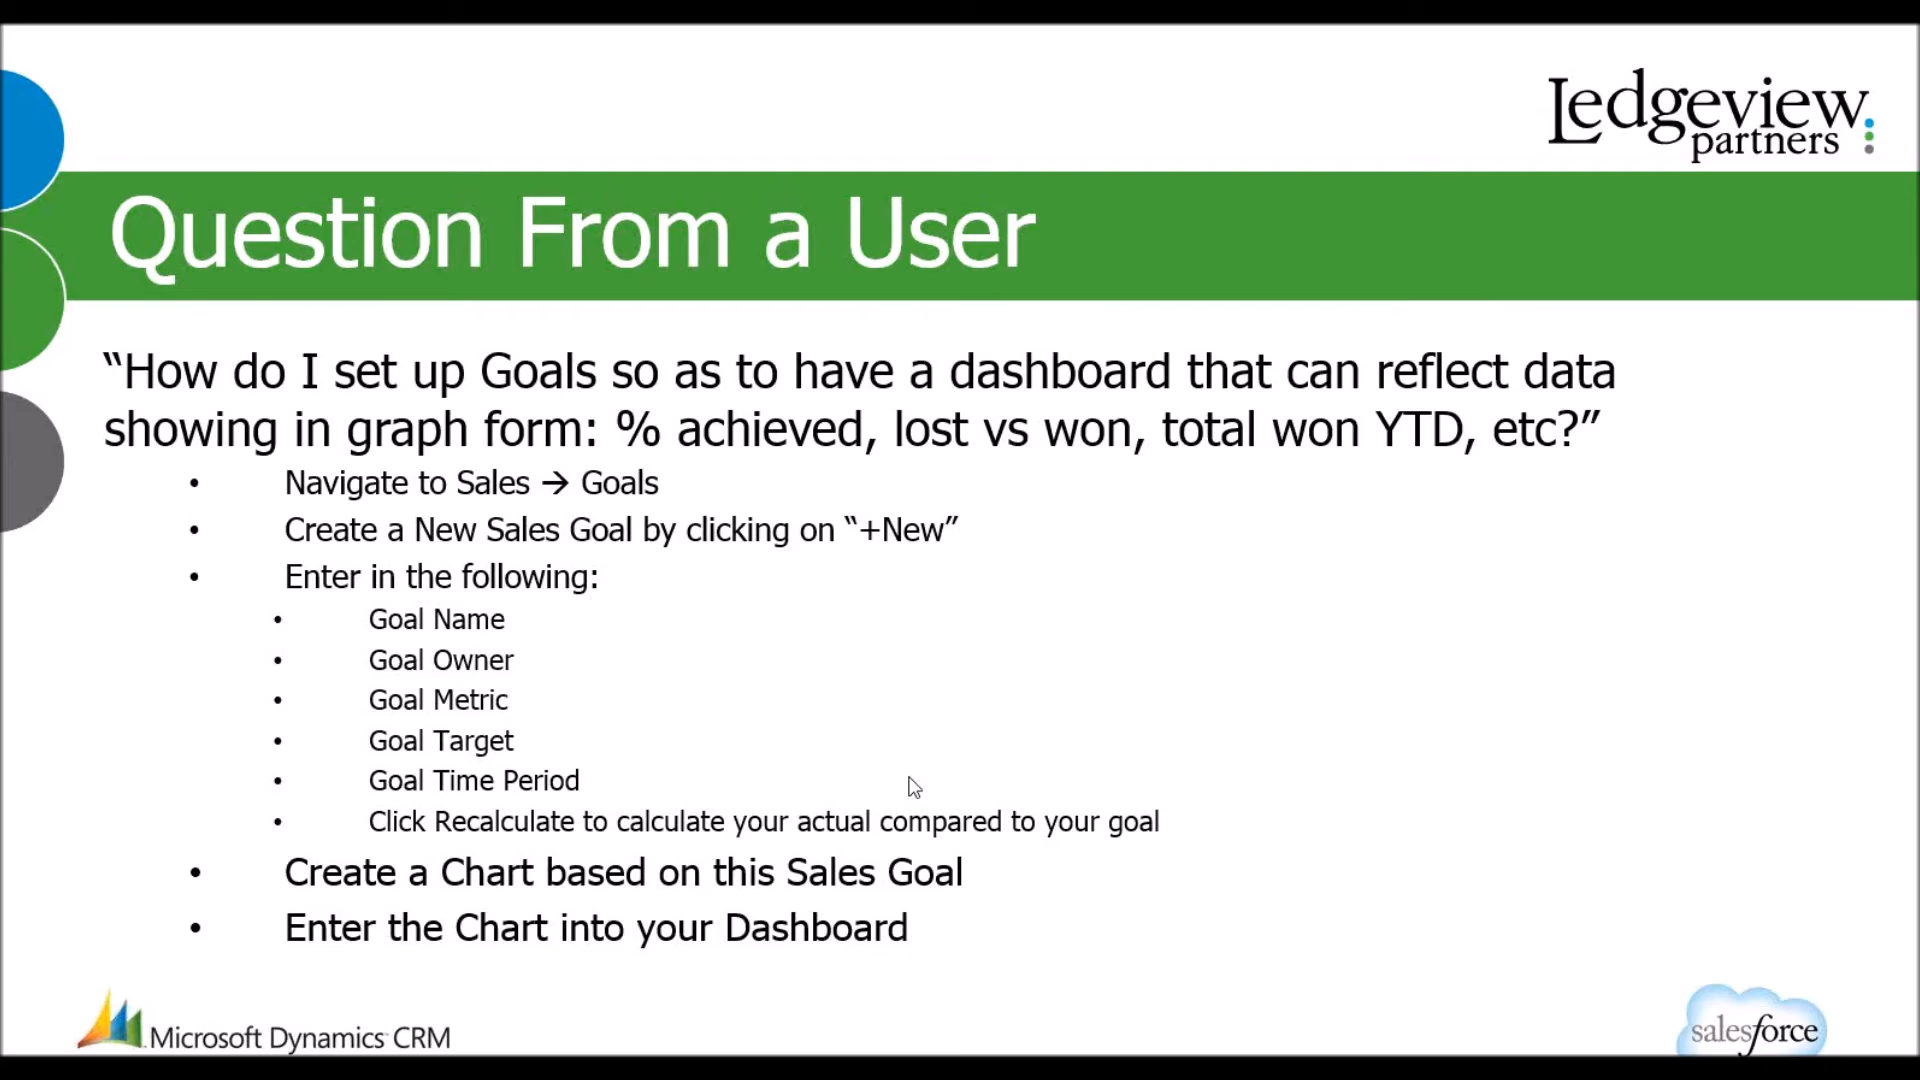 Ledgeview
partners
Question From a User
“How do I set up Goals so as to have a dashboard that can reflect data
showing in graph form: % achieved, lost vs won, total won YTD, etc?”
• Navigate to Sales → Goals
• Create a New Sales Goal by clicking on “+New”
• Enter in the following:
• Goal Name
• Goal Owner
• Goal Metric
• Goal Target
• Goal Time Period
• Click Recalculate to calculate your actual compared to your goal
• Create a Chart based on this Sales Goal
• Enter the Chart into your Dashboard
Microsoft Dynamics CRM
salesforce